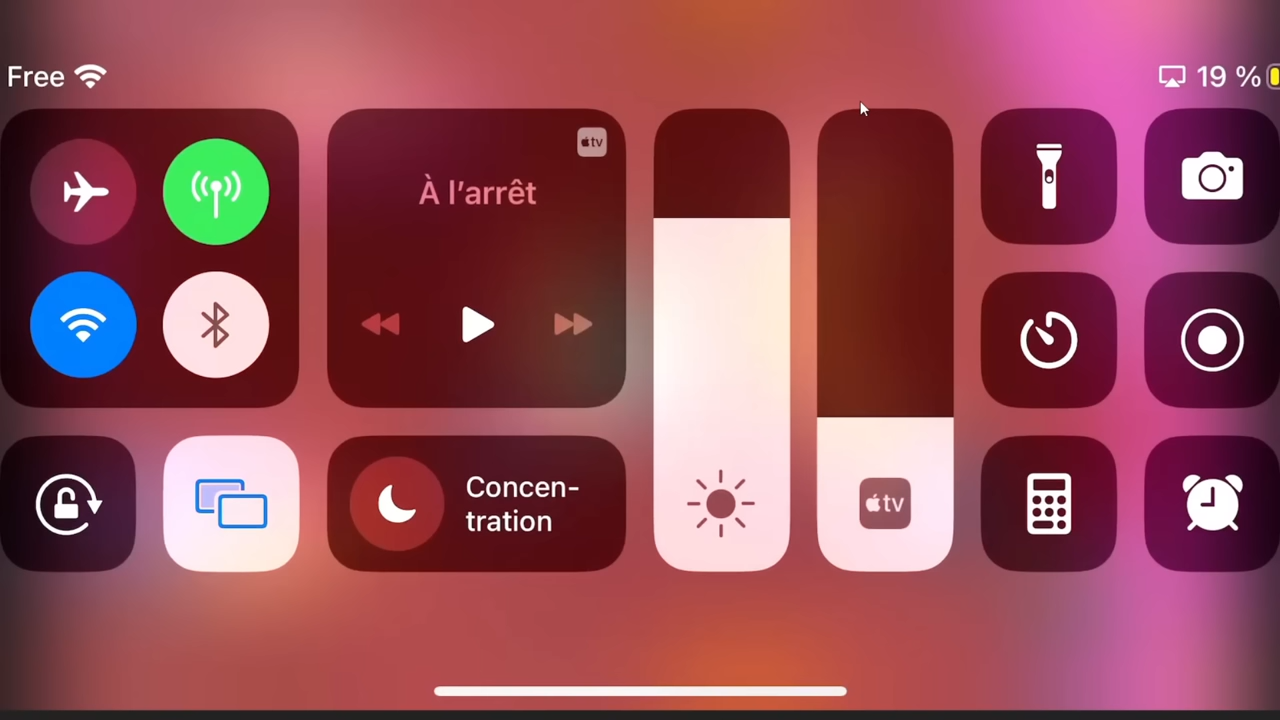 Free
19 %
tv
À l’arrêt
Concen-
tration
tv